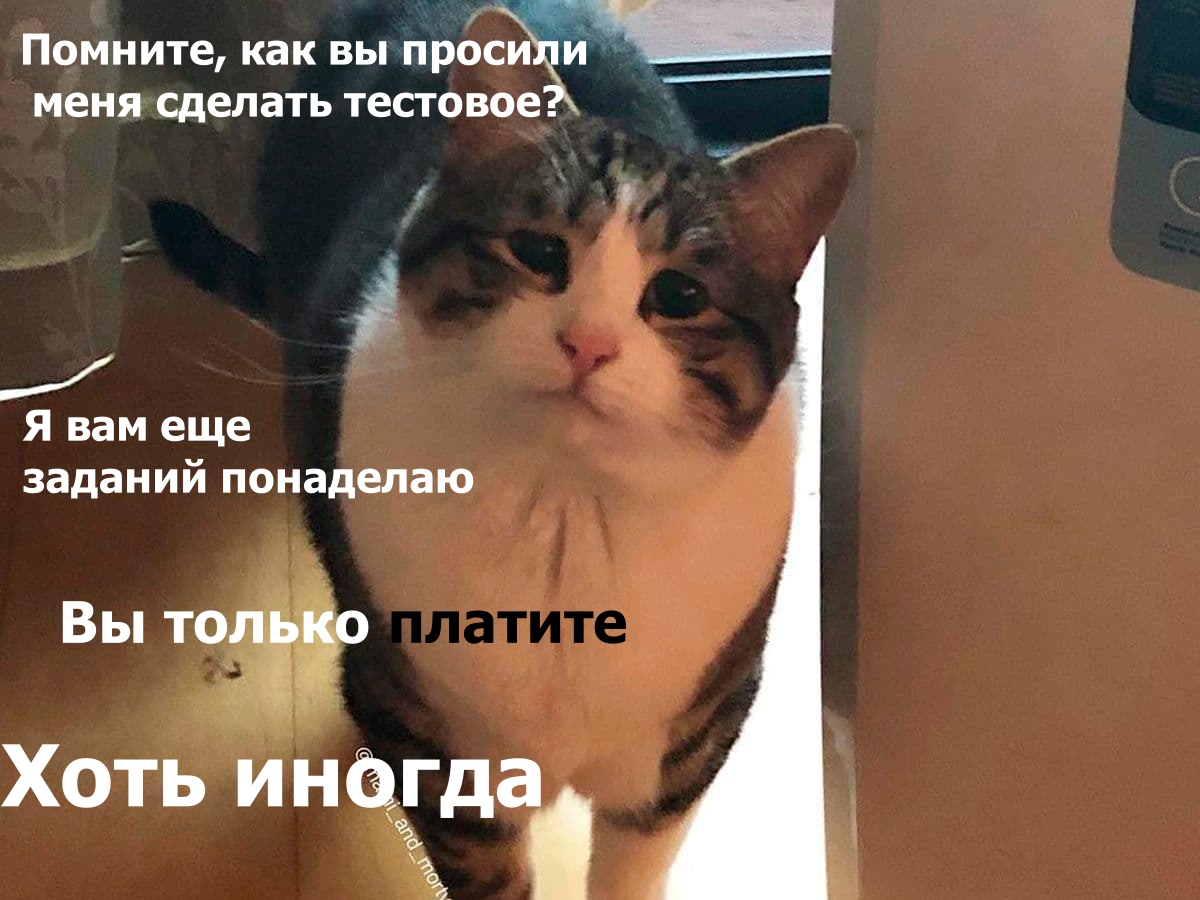 Помните, как вы просили
меня сделать тестовое?
Я вам еще
заданий понаделаю
Вы только платите
Хоть иногда